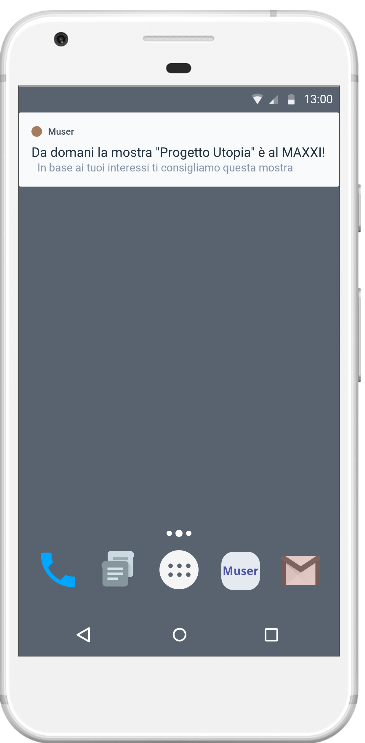 13:00
Muser
Da domani la mostra "Progetto Utopia" è al MAXXI!
In base ai tuoi interessi ti consigliamo questa mostra
Muser